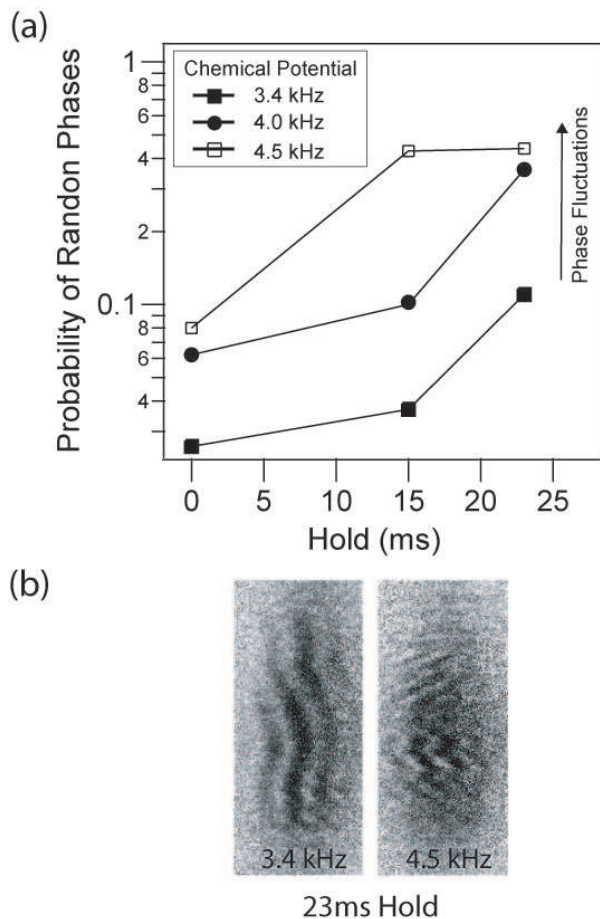 (a)
Probability of Randon Phases
1
8
6
4
2
0.1
8
6
4
Chemical Potential
3.4 kHz
4.0 kHz
4.5 kHz
Phase Fluctuations
0 5 10 15 20 25
Hold (ms)
(b)
3.4 kHz 4.5 kHz
23ms Hold